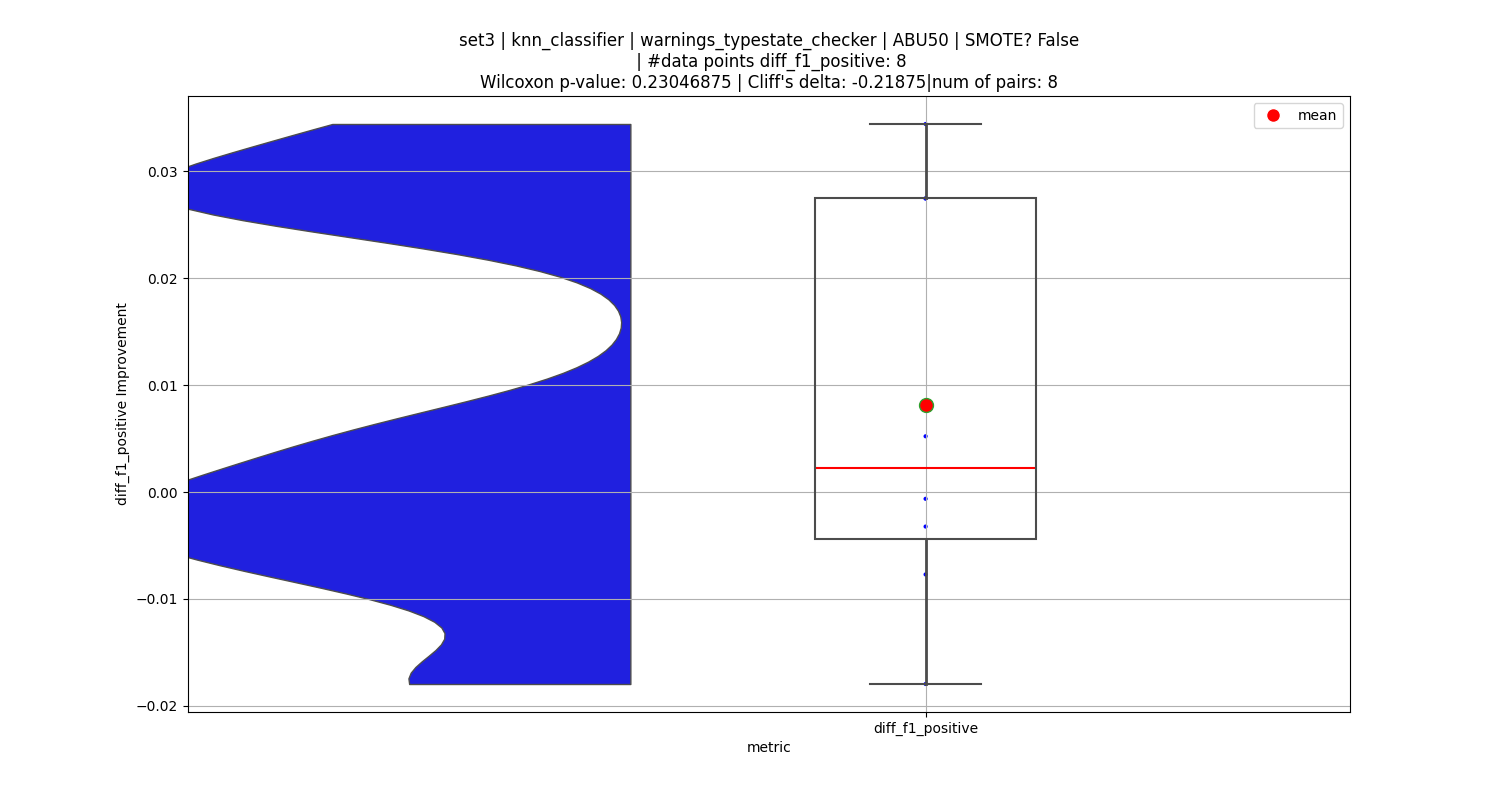 set3 | knn_classifier | warnings_typestate_checker | ABU50 | SMOTE? False
| #data points diff_f1_positive: 8
Wilcoxon p-value: 0.23046875 | Cliff's delta: -0.21875|num of pairs: 8
mean
0.03
0.02
0.01
0.00
−0.01
−0.02
diff_f1_positive Improvement
diff_f1_positive
metric